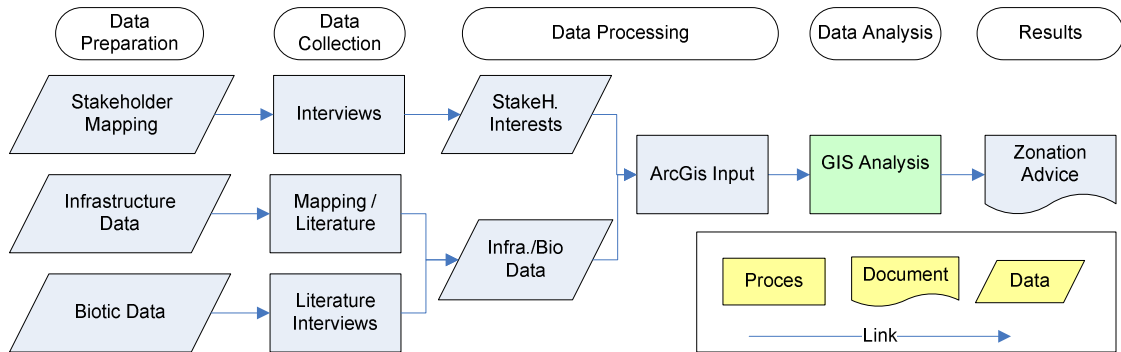 Data
Preparation
Data
Collection
Data Processing
Data Analysis
Results
Stakeholder
Mapping
Interviews
StakeH.
Interests
Infrastructure
Data
Mapping /
Literature
Biotic Data
Literature
Interviews
Infra./Bio
Data
ArcGis Input
GIS Analysis
Zonation
Advice
Proces
Document
Data
Link